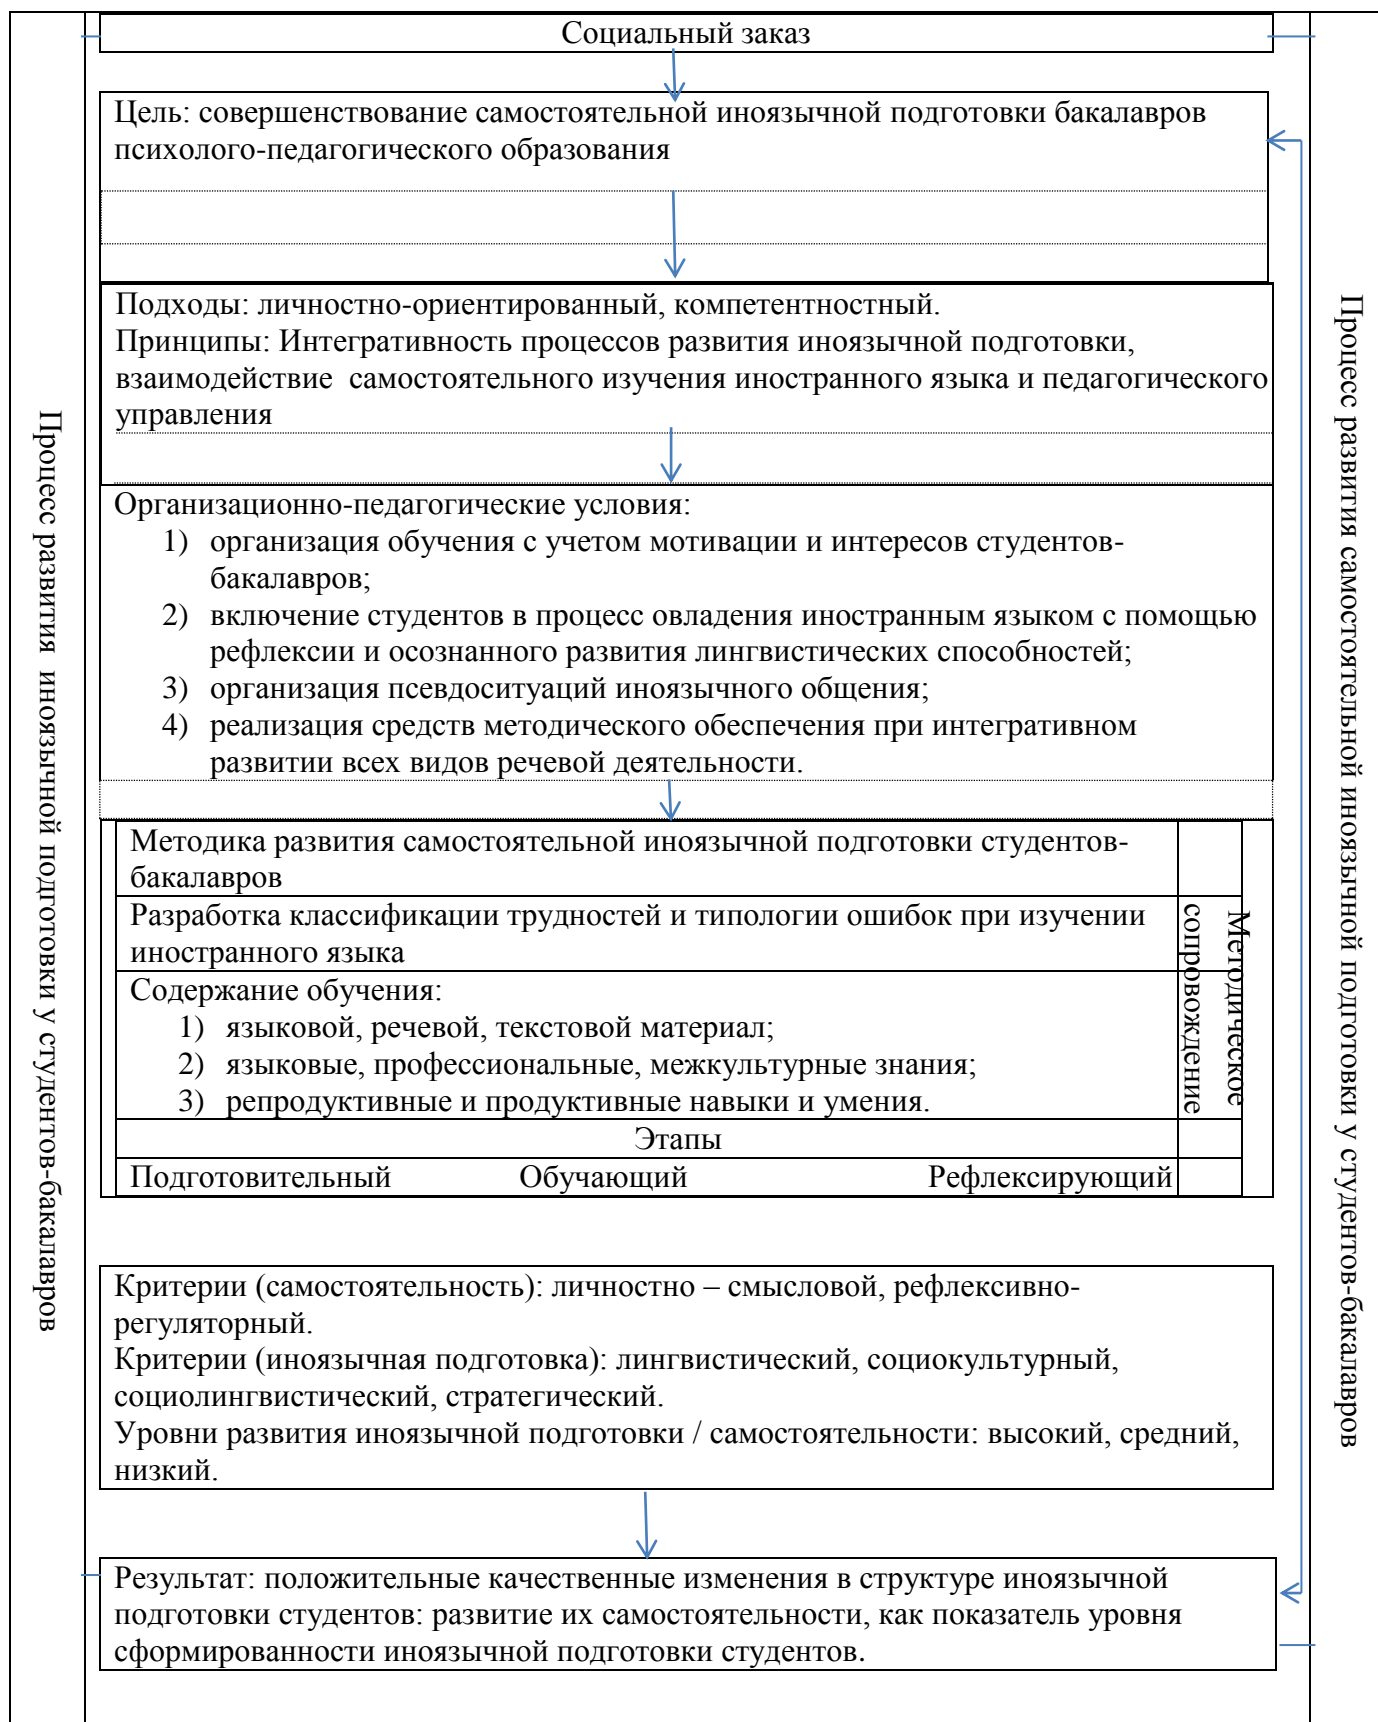 Социальный заказ
Цель: совершенствование самостоятельной иноязычной подготовки бакалавров
психолого-педагогического образования
Подходы: личностно-ориентированный, компетентностный.
Принципы: Интегративность процессов развития иноязычной подготовки,
взаимодействие самостоятельного изучения иностранного языка и педагогического
управления
Организационно-педагогические условия:
1) организация обучения с учетом мотивации и интересов студентов-
бакалавров;
2) включение студентов в процесс овладения иностранным языком с помощью
рефлексии и осознанного развития лингвистических способностей;
3) организация псевдоситуаций иноязычного общения;
4) реализация средств методического обеспечения при интегративном
развитии всех видов речевой деятельности.
Методика развития самостоятельной иноязычной подготовки студентов-
бакалавров
Разработка классификации трудностей и типологии ошибок при изучении
иностранного языка
Содержание обучения:
1) языковой, речевой, текстовой материал;
2) языковые, профессиональные, межкультурные знания;
3) репродуктивные и продуктивные навыки и умения.
Этапы
Подготовительный Обучающий Рефлексирующий
Методическое
сопровождение
Критерии (самостоятельность): личностно – смысловой, рефлексивно-
регуляторный.
Критерии (иноязычная подготовка): лингвистический, социокультурный,
социолингвистический, стратегический.
Уровни развития иноязычной подготовки / самостоятельности: высокий, средний,
низкий.
Результат: положительные качественные изменения в структуре иноязычной
подготовки студентов: развитие их самостоятельности, как показатель уровня
сформированности иноязычной подготовки студентов.
Процесс развития иноязычной подготовки у студентов-бакалавров
Процесс развития самостоятельной иноязычной подготовки у студентов-бакалавров